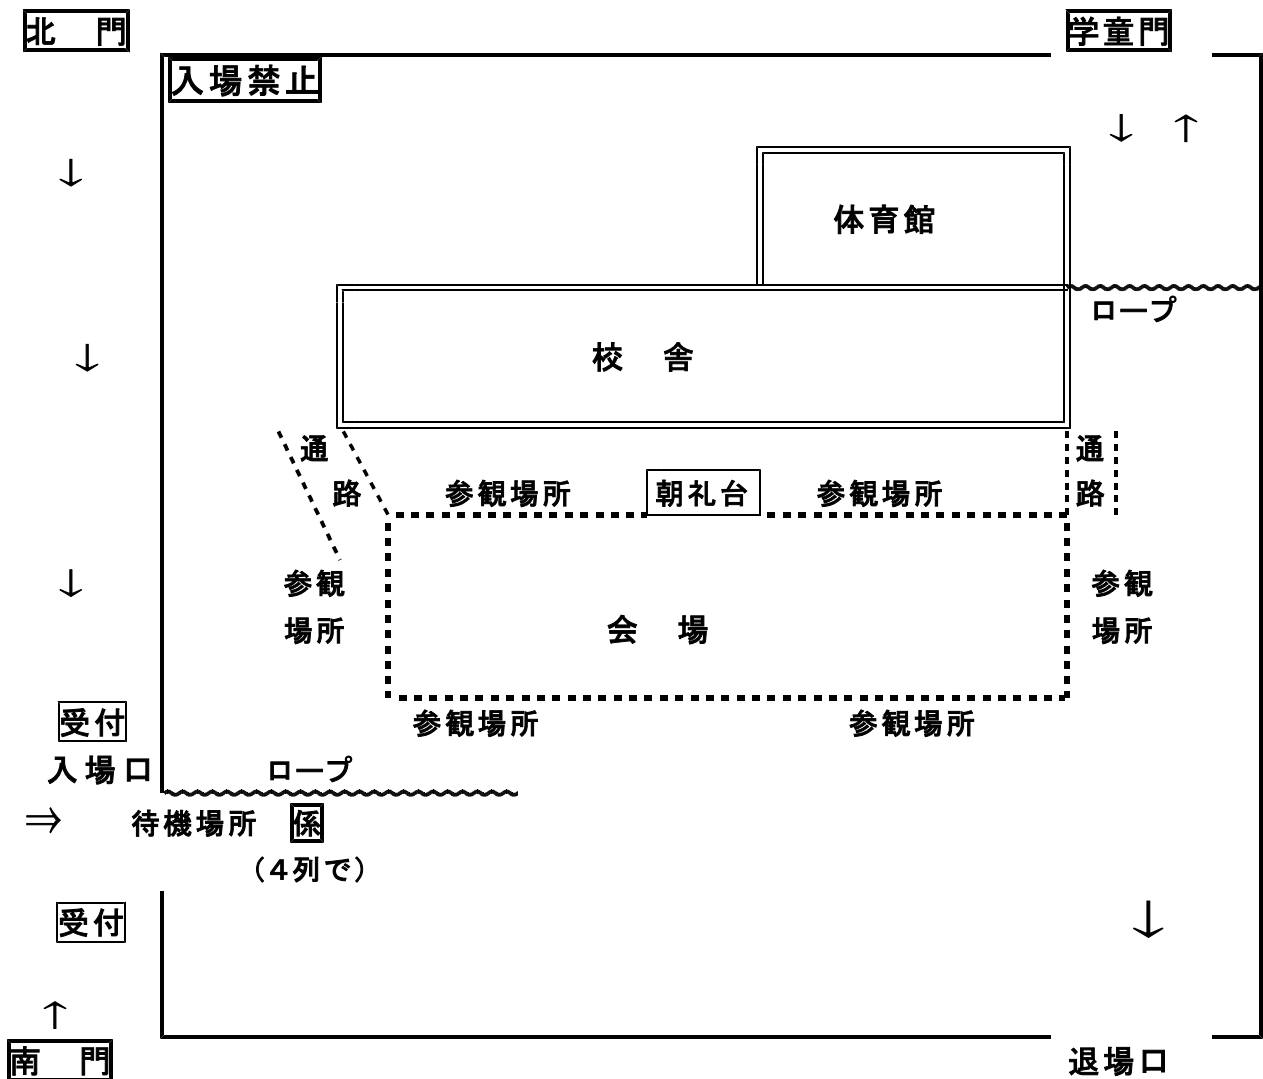 北　門
学童門
入場禁止
↓　↑
↓
体育館
ロープ
校　舎
↓
通路
通路
参観場所
朝礼台
参観場所
参観
場所
↓
会　場
参観
場所
受付
参観場所
参観場所
入場口
ロープ
⇒
待機場所
係
（４列で）
受付
↓
↑
南　門
退場口